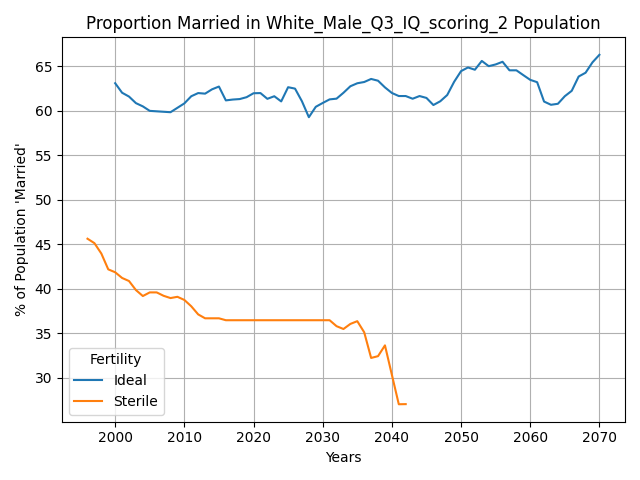 Proportion Married in White_Male_Q3_IQ_scoring_2 Population
% of Population 'Married'
65
60
55
50
45
40
35
30
Fertility
Ideal
Sterile
2000 2010 2020 2030 2040 2050 2060 2070
Years